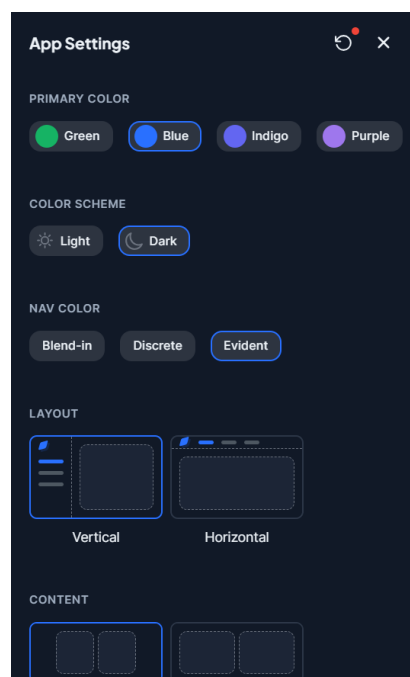 App Settings
PRIMARY COLOR
Green Blue Indigo Purple
COLOR SCHEME
Light Dark
NAV COLOR
Blend-in Discrete Evident
LAYOUT
Vertical Horizontal
CONTENT